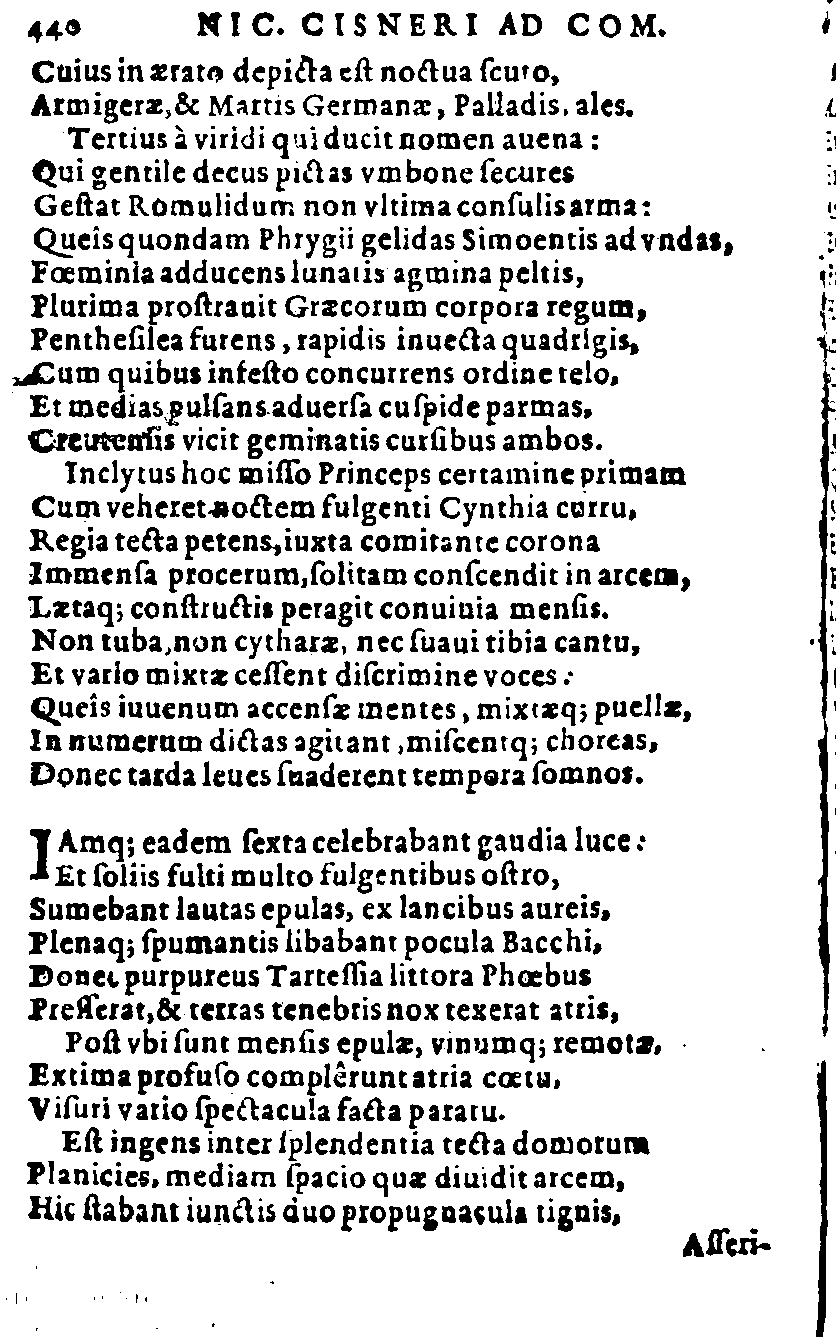 440 NIC. CISNERI AD COM.
Cuius in ærato depicta eſt noctua ſcuto,
Armigeræ,& Martis Germanæ, Palladis, ales.
Tertius à viridi qui ducit nomen auena:
Qui gentile decus pictas vmbone ſecures
Geſtat Romulidum non vltima conſulis arma:
Queîs quondam Phrygii gelidas Simoentis ad vndas,
Fœminia adducens lunatis agmina peltis,
Plurima proſtrauit Græcorum corpora regum,
Pentheſilea furens, rapidis inuecta quadrigis,
Cum quibus infeſto concurrens ordine telo,
Et medias pulſans aduerſa cuſpide parmas,
Creutenſis vicit geminatis curſibus ambos.
Inclytus hoc miſſo Princeps certamine primam
Cum veheret noctem fulgenti Cynthia curru,
Regia tecta petens, iuxta comitante corona
Immenſa procerum, ſolitam conſcendit in arcem,
Lætaq; conſtructis peragit conuiuia menſis.
Non tuba, non cytharæ, nec ſuaui tibia cantu,
Et vario mixtæ ceſſent diſcrimine voces:
Queîs iuuenum accenſæ mentes, mixtæq; puellæ,
In numerum dictas agitant, miſcentq; choreas,
Donec tarda leues ſuaderent tempora ſomnos.
IAmq; eadem ſexta celebrabant gaudia luce:
Et ſoliis fulti multo fulgentibus oſtro,
Sumebant lautas epulas, ex lancibus aureis,
Plenaq; ſpumantis libabant pocula Bacchi,
Donec purpureus Tarteſſia littora Phœbus
Preſſerat,& terras tenebris nox texerat atris,
Poſt vbi ſunt menſis epulæ, vinumq; remotæ,
Extima profuſo complêrunt atria cœtu,
Viſuri vario ſpectacula facta paratu.
Eſt ingens inter ſplendentia tecta domorum
Planicies, mediam ſpacio quæ diuidit arcem,
Hic ſtabant iunctis duo propugnacula tignis,
Aſſeri-